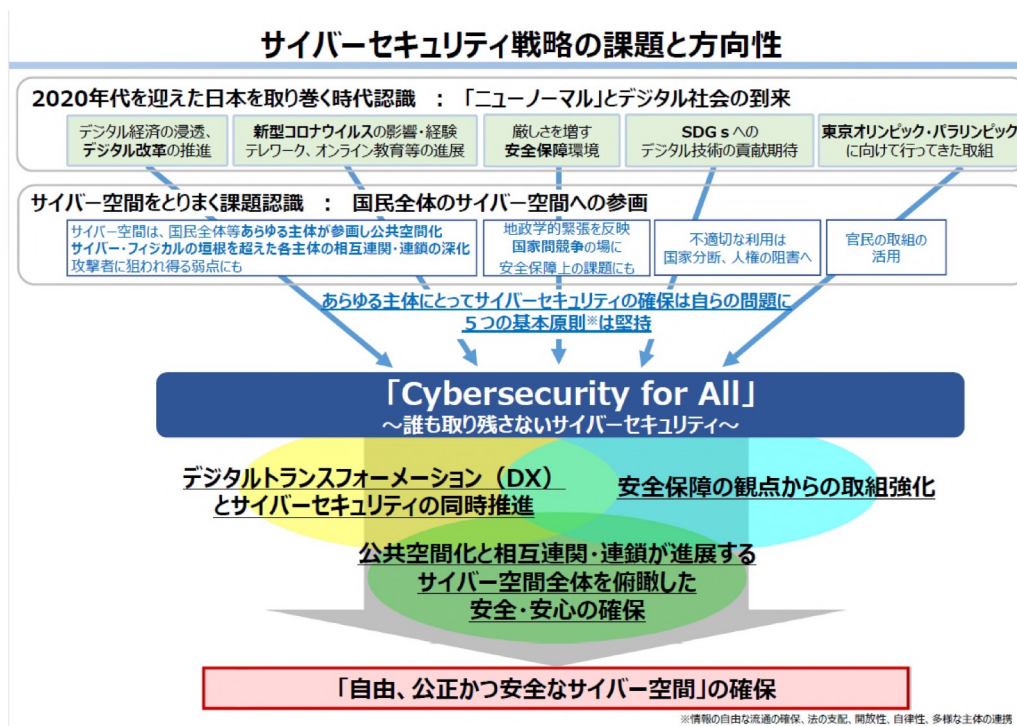 サイバーセキュリティ戦略の課題と方向性
2020年代を迎えた日本を取り巻く時代認識 ： 「ニューノーマル」とデジタル社会の到来
デジタル経済の浸透、
デジタル改革の推進
新型コロナウイルスの影響・経験
テレワーク、オンライン教育等の進展
厳しさを増す
安全保障環境
SDGｓへの
デジタル技術の貢献期待
東京オリンピック・パラリンピック
に向けて行ってきた取組
サイバー空間をとりまく課題認識 ： 国民全体のサイバー空間への参画
サイバー空間は、国民全体等あらゆる主体が参画し公共空間化
サイバー・フィジカルの垣根を超えた各主体の相互連関・連鎖の深化
攻撃者に狙われ得る弱点にも
地政学的緊張を反映
国家間競争の場に
安全保障上の課題にも
不適切な利用は
国家分断、人権の阻害へ
官民の取組の
活用
あらゆる主体にとってサイバーセキュリティの確保は自らの問題に
５つの基本原則※は堅持
「Cybersecurity for All」
～誰も取り残さないサイバーセキュリティ～
デジタルトランスフォーメーション（DX）
とサイバーセキュリティの同時推進
安全保障の観点からの取組強化
公共空間化と相互連関・連鎖が進展する
サイバー空間全体を俯瞰した
安全・安心の確保
「自由、公正かつ安全なサイバー空間」の確保
※情報の自由な流通の確保、法の支配、開放性、自律性、多様な主体の連携